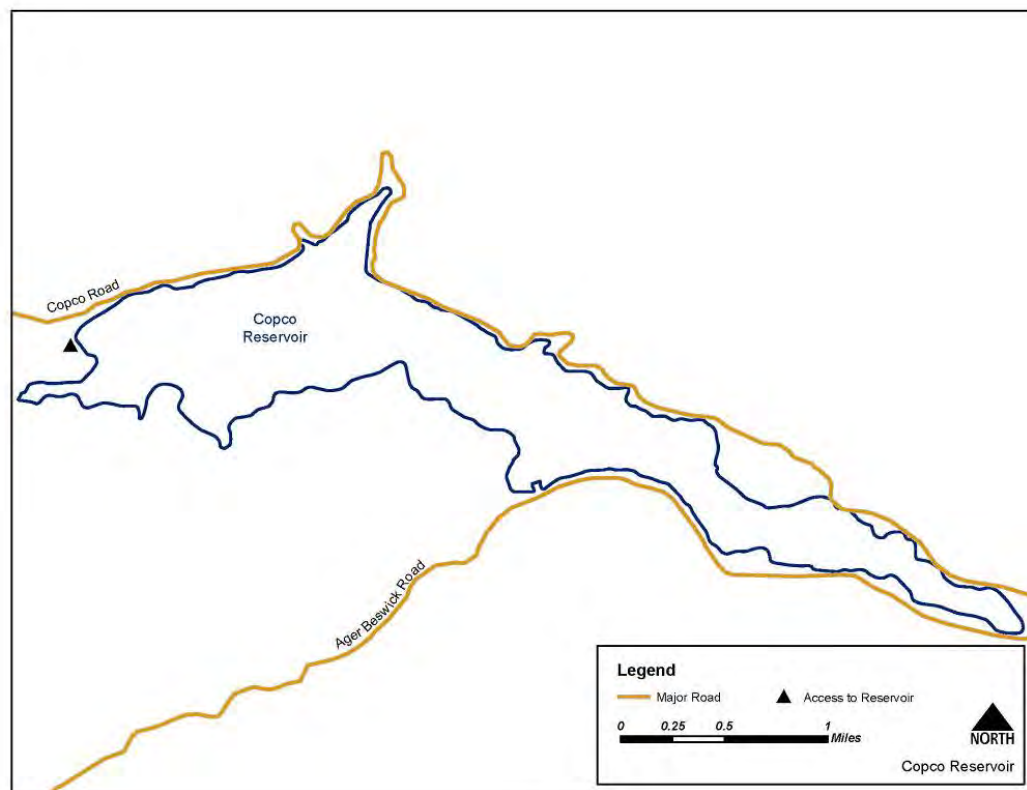 Copco Road
Copco
Reservoir
Ager Beswick Road
Legend
Major Road
Access to Reservoir
0 0.25 0.5 1
Miles
NORTH
Copco Reservoir